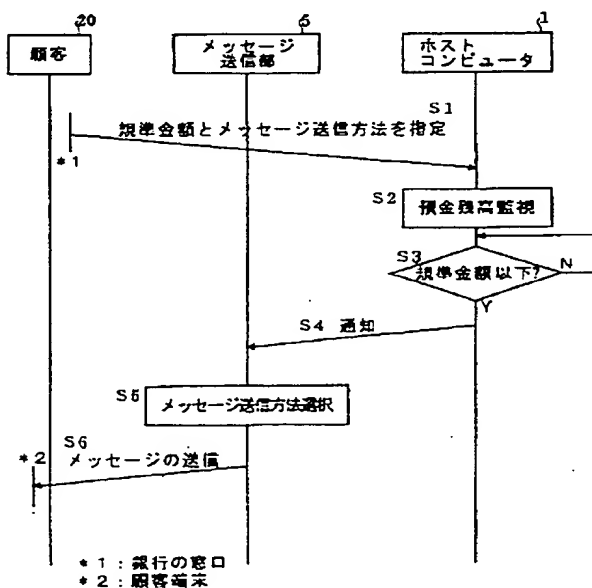 20
5
1
顧客
メッセージ
送信部
ホスト
コンピュータ
S1
規準金額とメッセージ送信方法を指定
*1
S2
預金残高監視
S3
規準金額以下?
N
Y
S4 通知
S5
メッセージ送信方法選択
S6
*2 メッセージの送信
*1:銀行の窓口
*2:顧客端末